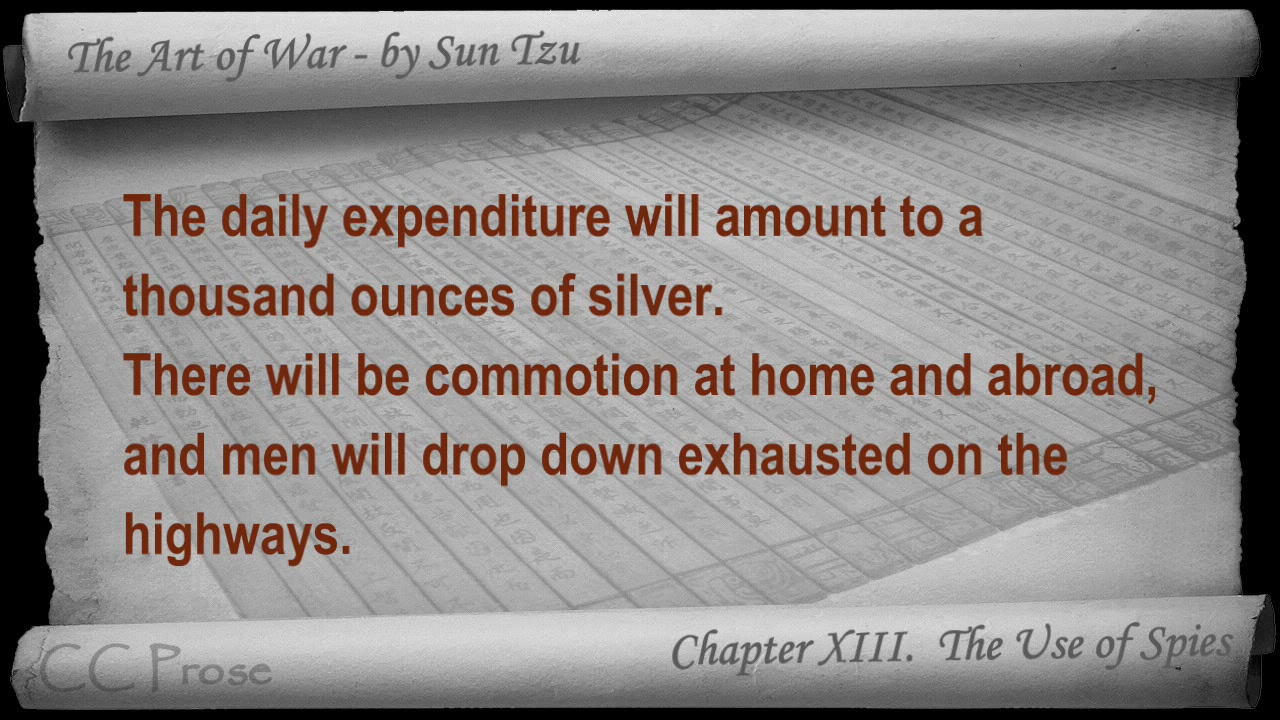 The Art of War - by Sun Tzu
The daily expenditure will amount to a
thousand ounces of silver.
There will be commotion at home and abroad,
and men will drop down exhausted on the
highways.
Chapter XIII. The Use of Spies
CC Prose